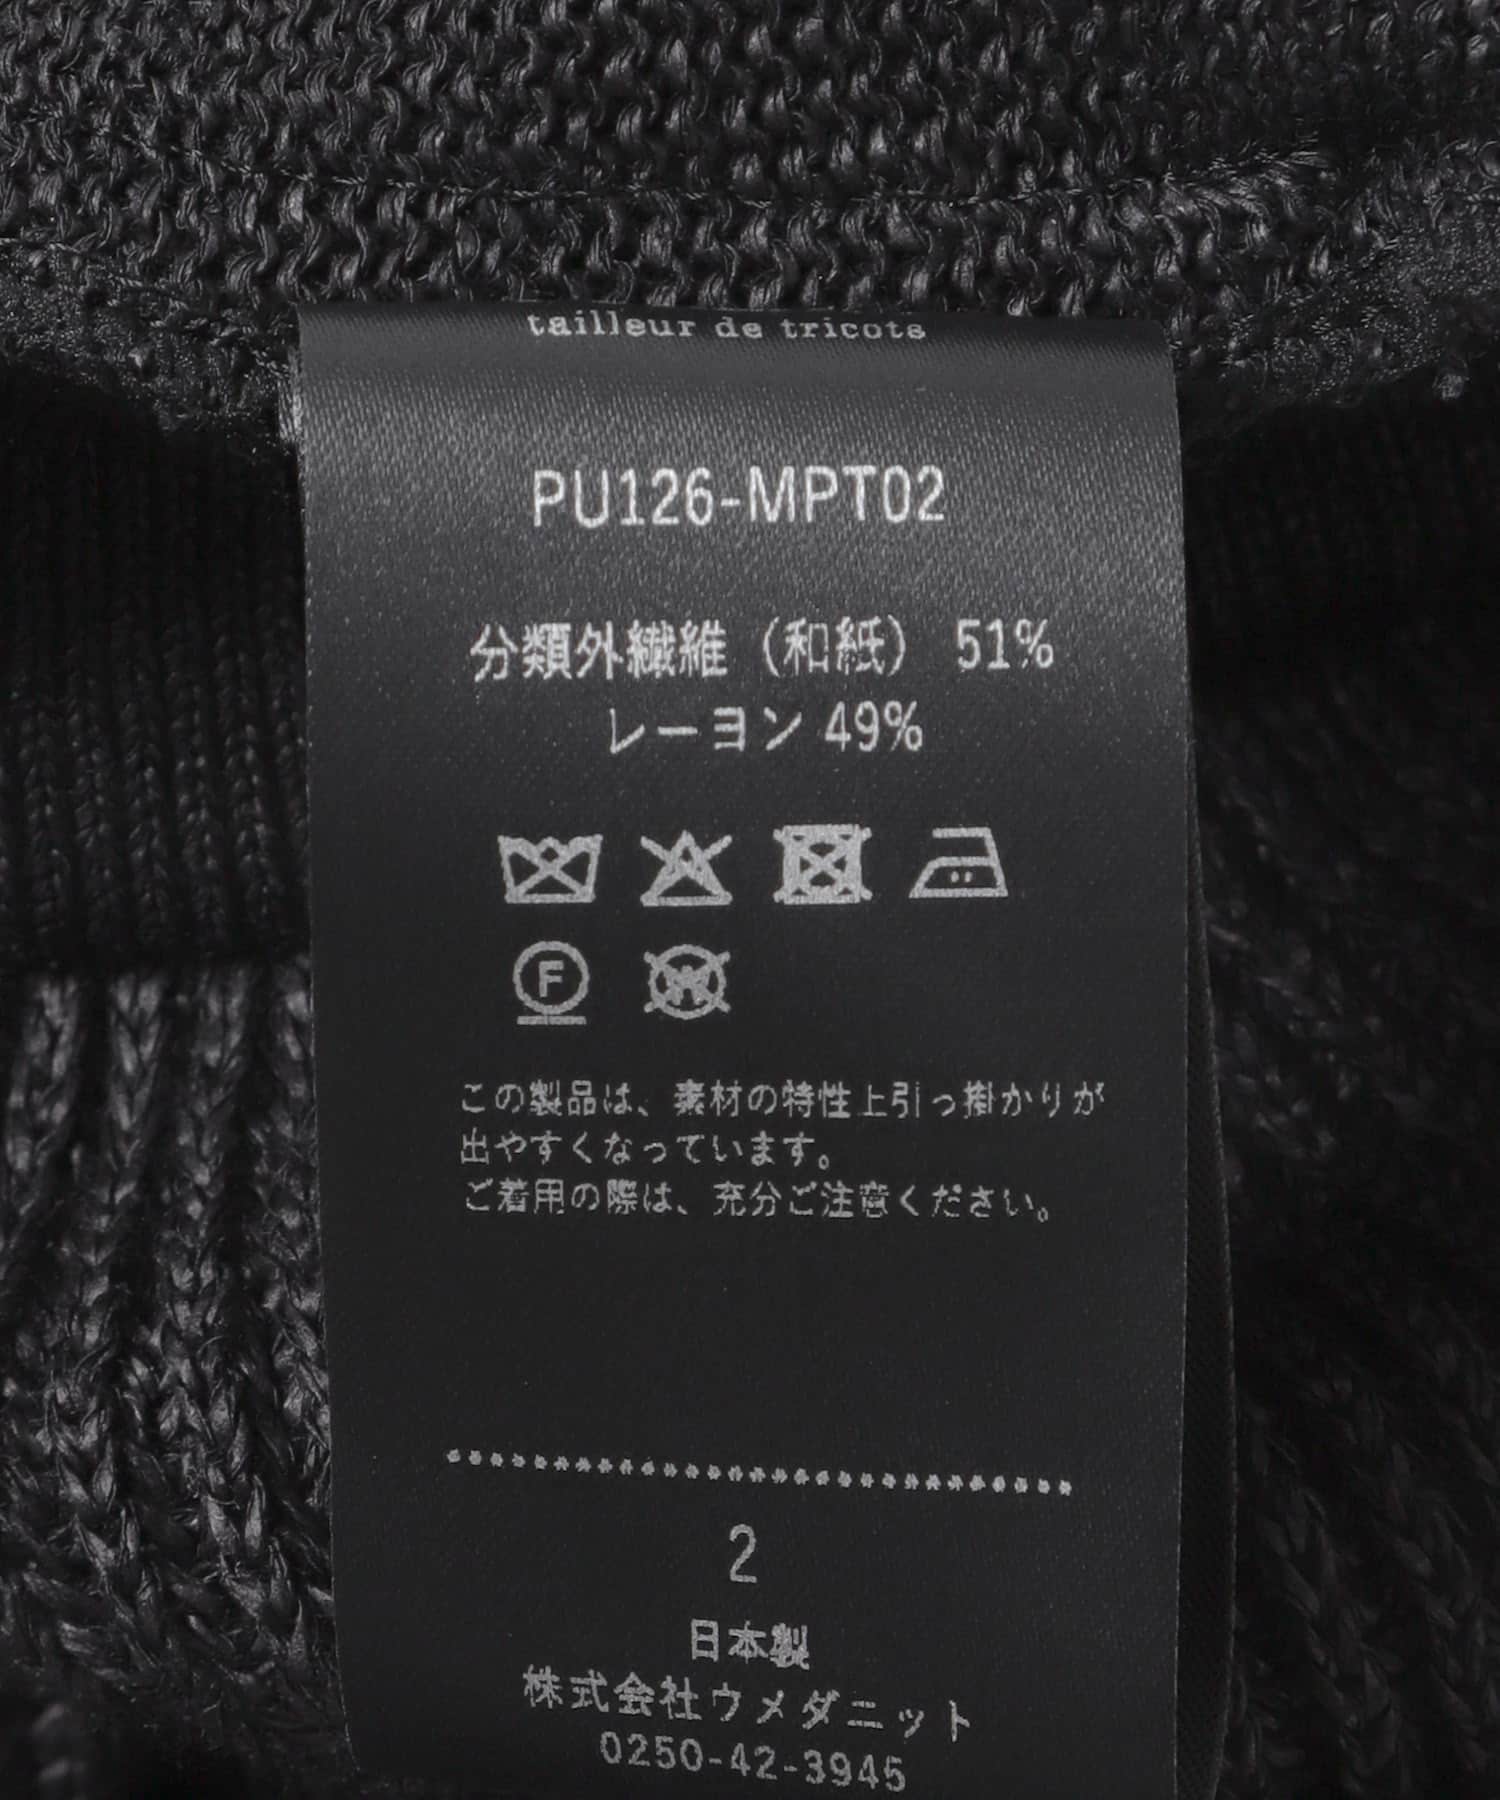 tailleur de tricots
PU126-MPT02
分類外繊維（和紙） 51%
レーヨン 49%
F
W
この製品は、素材の特性上引っ掛かりが
出やすくなっています。
ご着用の際は、充分ご注意ください。
2
日本製
株式会社ウメダニット
0250-42-3945